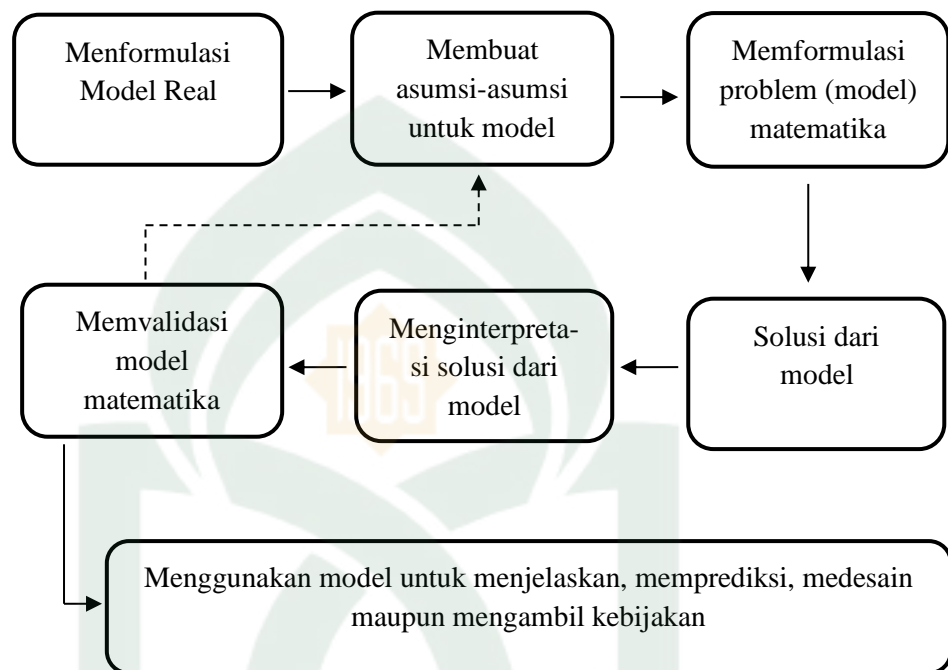 Menformulasi
Model Real
Membuat
asumsi-asumsi
untuk model
Memformulasi
problem (model)
matematika
Solusi dari
model
Menginterpreta-
si solusi dari
model
Memvalidasi
model
matematika
Menggunakan model untuk menjelaskan, memprediksi, medesain
maupun mengambil kebijakan
1969